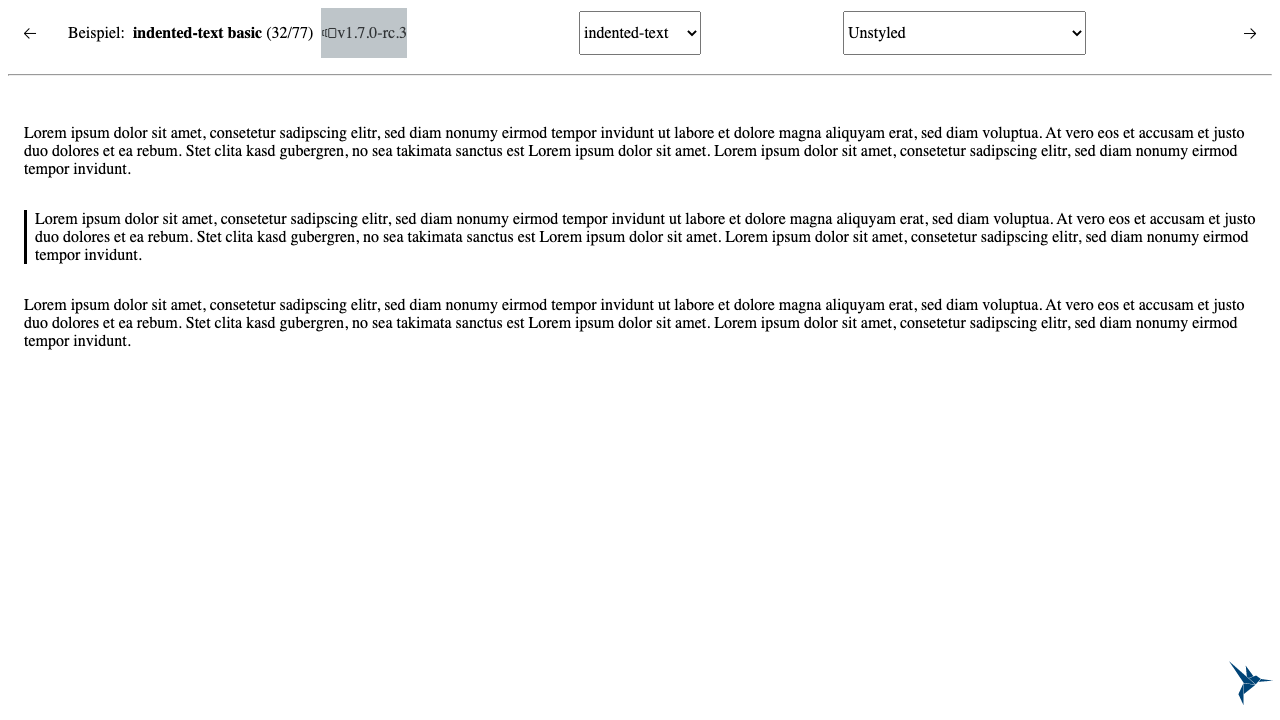 Beispiel: indented-text basic (32/77) v1.7.0-rc.3 indented-text Unstyled
Lorem ipsum dolor sit amet, consetetur sadipscing elitr, sed diam nonumy eirmod tempor invidunt ut labore et dolore magna aliquyam erat, sed diam voluptua. At vero eos et accusam et justo
duo dolores et ea rebum. Stet clita kasd gubergren, no sea takimata sanctus est Lorem ipsum dolor sit amet. Lorem ipsum dolor sit amet, consetetur sadipscing elitr, sed diam nonumy eirmod
tempor invidunt.
Lorem ipsum dolor sit amet, consetetur sadipscing elitr, sed diam nonumy eirmod tempor invidunt ut labore et dolore magna aliquyam erat, sed diam voluptua. At vero eos et accusam et justo
duo dolores et ea rebum. Stet clita kasd gubergren, no sea takimata sanctus est Lorem ipsum dolor sit amet. Lorem ipsum dolor sit amet, consetetur sadipscing elitr, sed diam nonumy eirmod
tempor invidunt.
Lorem ipsum dolor sit amet, consetetur sadipscing elitr, sed diam nonumy eirmod tempor invidunt ut labore et dolore magna aliquyam erat, sed diam voluptua. At vero eos et accusam et justo
duo dolores et ea rebum. Stet clita kasd gubergren, no sea takimata sanctus est Lorem ipsum dolor sit amet. Lorem ipsum dolor sit amet, consetetur sadipscing elitr, sed diam nonumy eirmod
tempor invidunt.